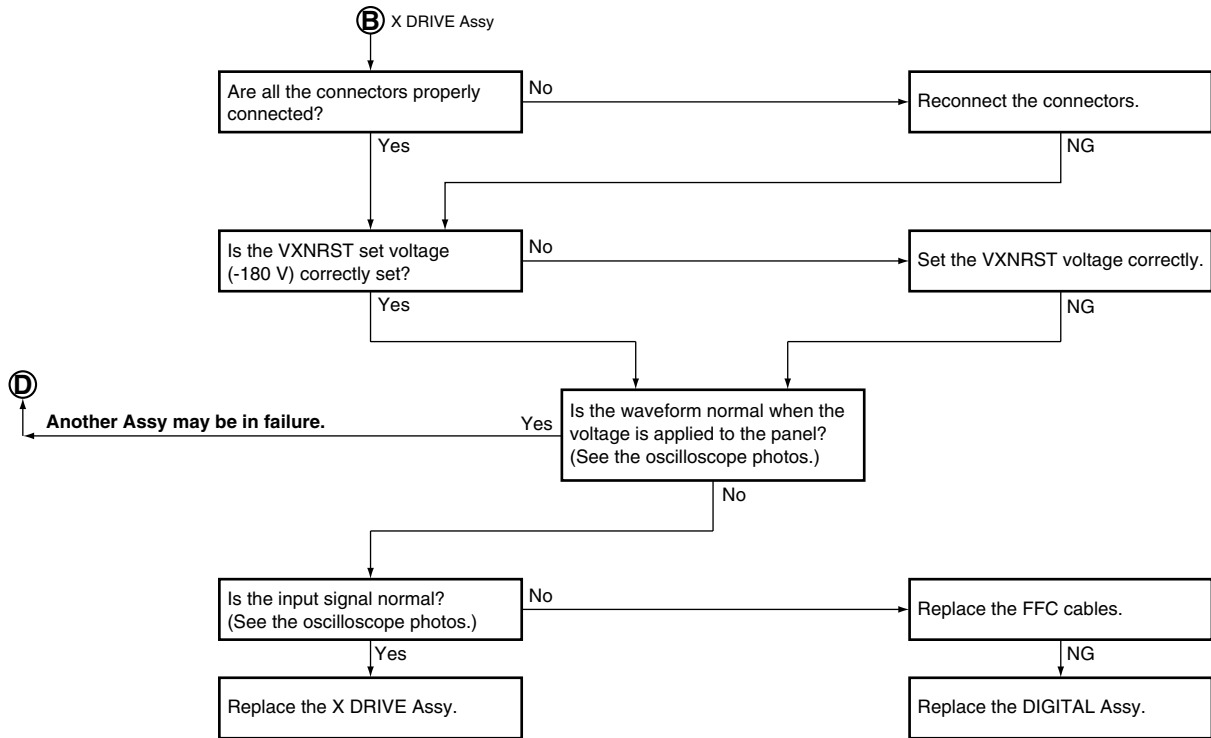 B X DRIVE Assy
Are all the connectors properly
connected?
No
Reconnect the connectors.
Yes
NG
Is the VXNRST set voltage
(-180 V) correctly set?
No
Set the VXNRST voltage correctly.
Yes
NG
D
Another Assy may be in failure.
Yes
Is the waveform normal when the
voltage is applied to the panel?
(See the oscilloscope photos.)
No
Is the input signal normal?
(See the oscilloscope photos.)
No
Replace the FFC cables.
Yes
NG
Replace the X DRIVE Assy.
Replace the DIGITAL Assy.